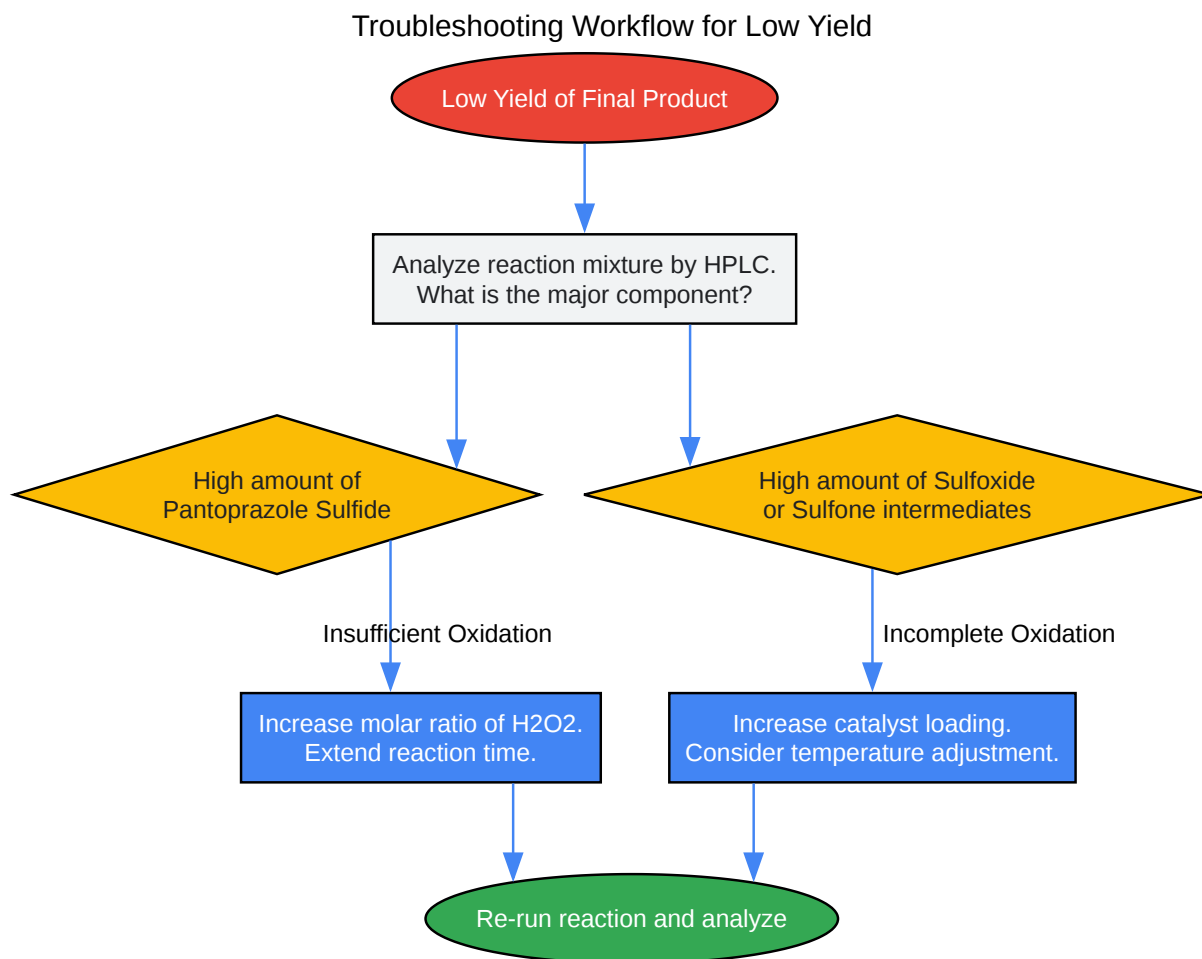 Troubleshooting Workflow for Low Yield
Low Yield of Final Product
Analyze reaction mixture by HPLC.
What is the major component?
High amount of
Pantoprazole Sulfide
High amount of Sulfoxide
or Sulfone intermediates
Insufficient Oxidation
Incomplete Oxidation
Increase molar ratio of H2O2.
Extend reaction time.
Increase catalyst loading.
Consider temperature adjustment.
Re-run reaction and analyze